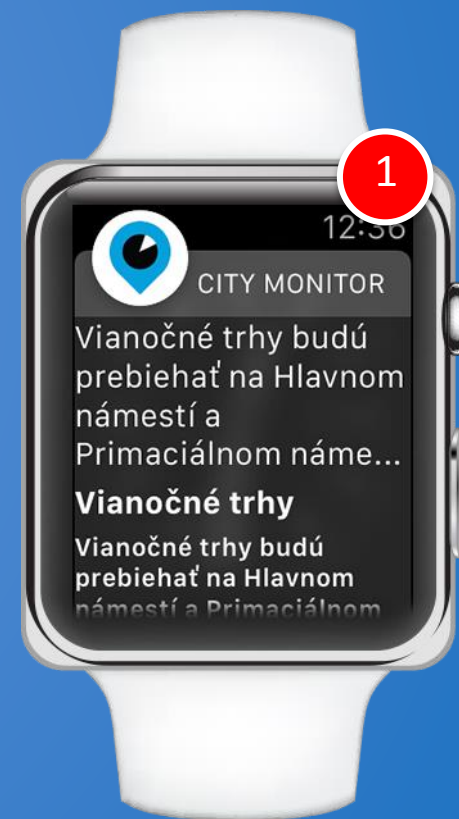 1
12:36
CITY MONITOR
Vianočné trhy budú
prebiehať na Hlavnom
námestí a
Primaciálnom náme...
Vianočné trhy
Vianočné trhy budú
prebiehať na Hlavnom
námestí a Primaciálnom